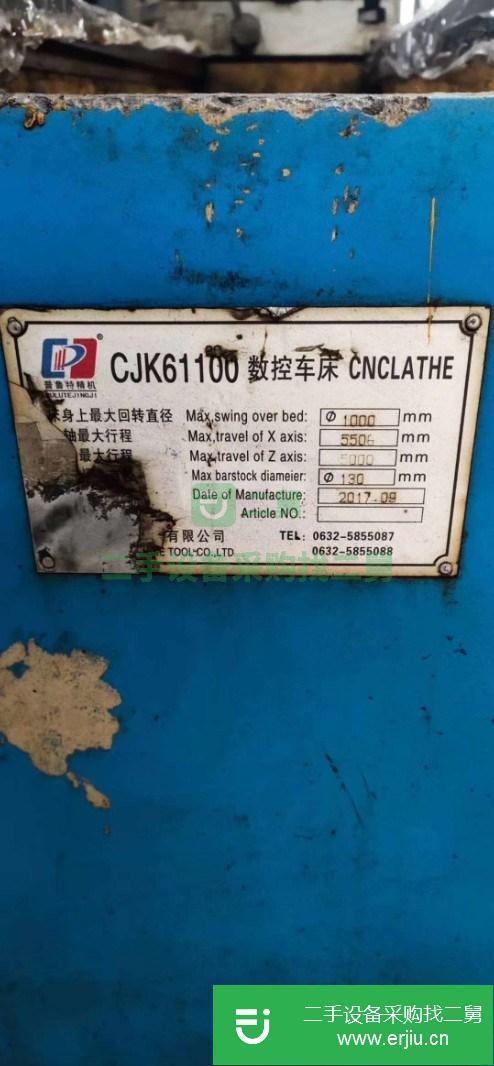 CJK61100 数控车床 CNCLATHE
普鲁特精机
PULUTEJINGJI
床身上最大回转直径 Max,swing over bed: Φ 1000 mm
轴最大行程 Max,travel of X axis: 550 mm
最大行程 Max,travel of Z axis: 5000 mm
Max barstock diameier: Φ 130 mm
Date of Manufacture: 2017.09
Article NO.:
有限公司 TEL: 0632-5855087
E TOOL CO.,LTD 0632-5855088
二手设备采购找二舅
二手设备采购找二舅
www.erjiu.cn